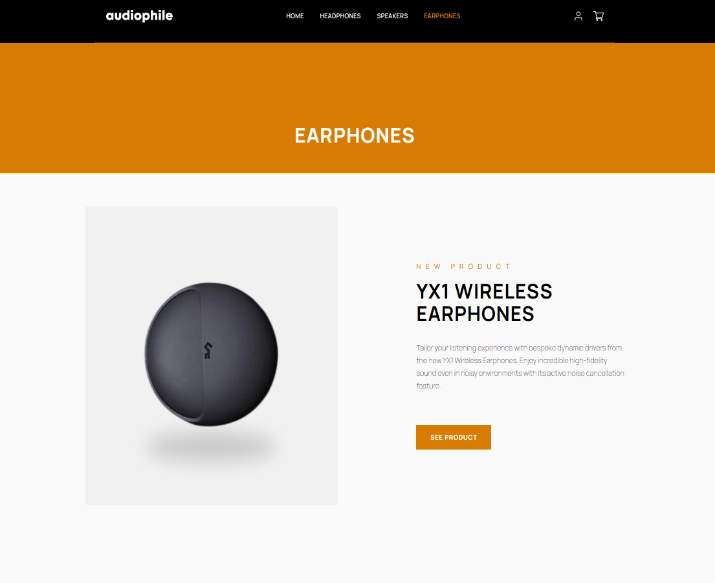 audiophile
HOME HEADPHONES SPEAKERS EARPHONES
EARPHONES
NEW PRODUCT
YX1 WIRELESS
EARPHONES
Tailor your listening experience with bespoke dynamic drivers from
the new YX1 Wireless Earphones. Enjoy incredible high-fidelity
sound even in noisy environments with its active noise cancellation
feature.
SEE PRODUCT